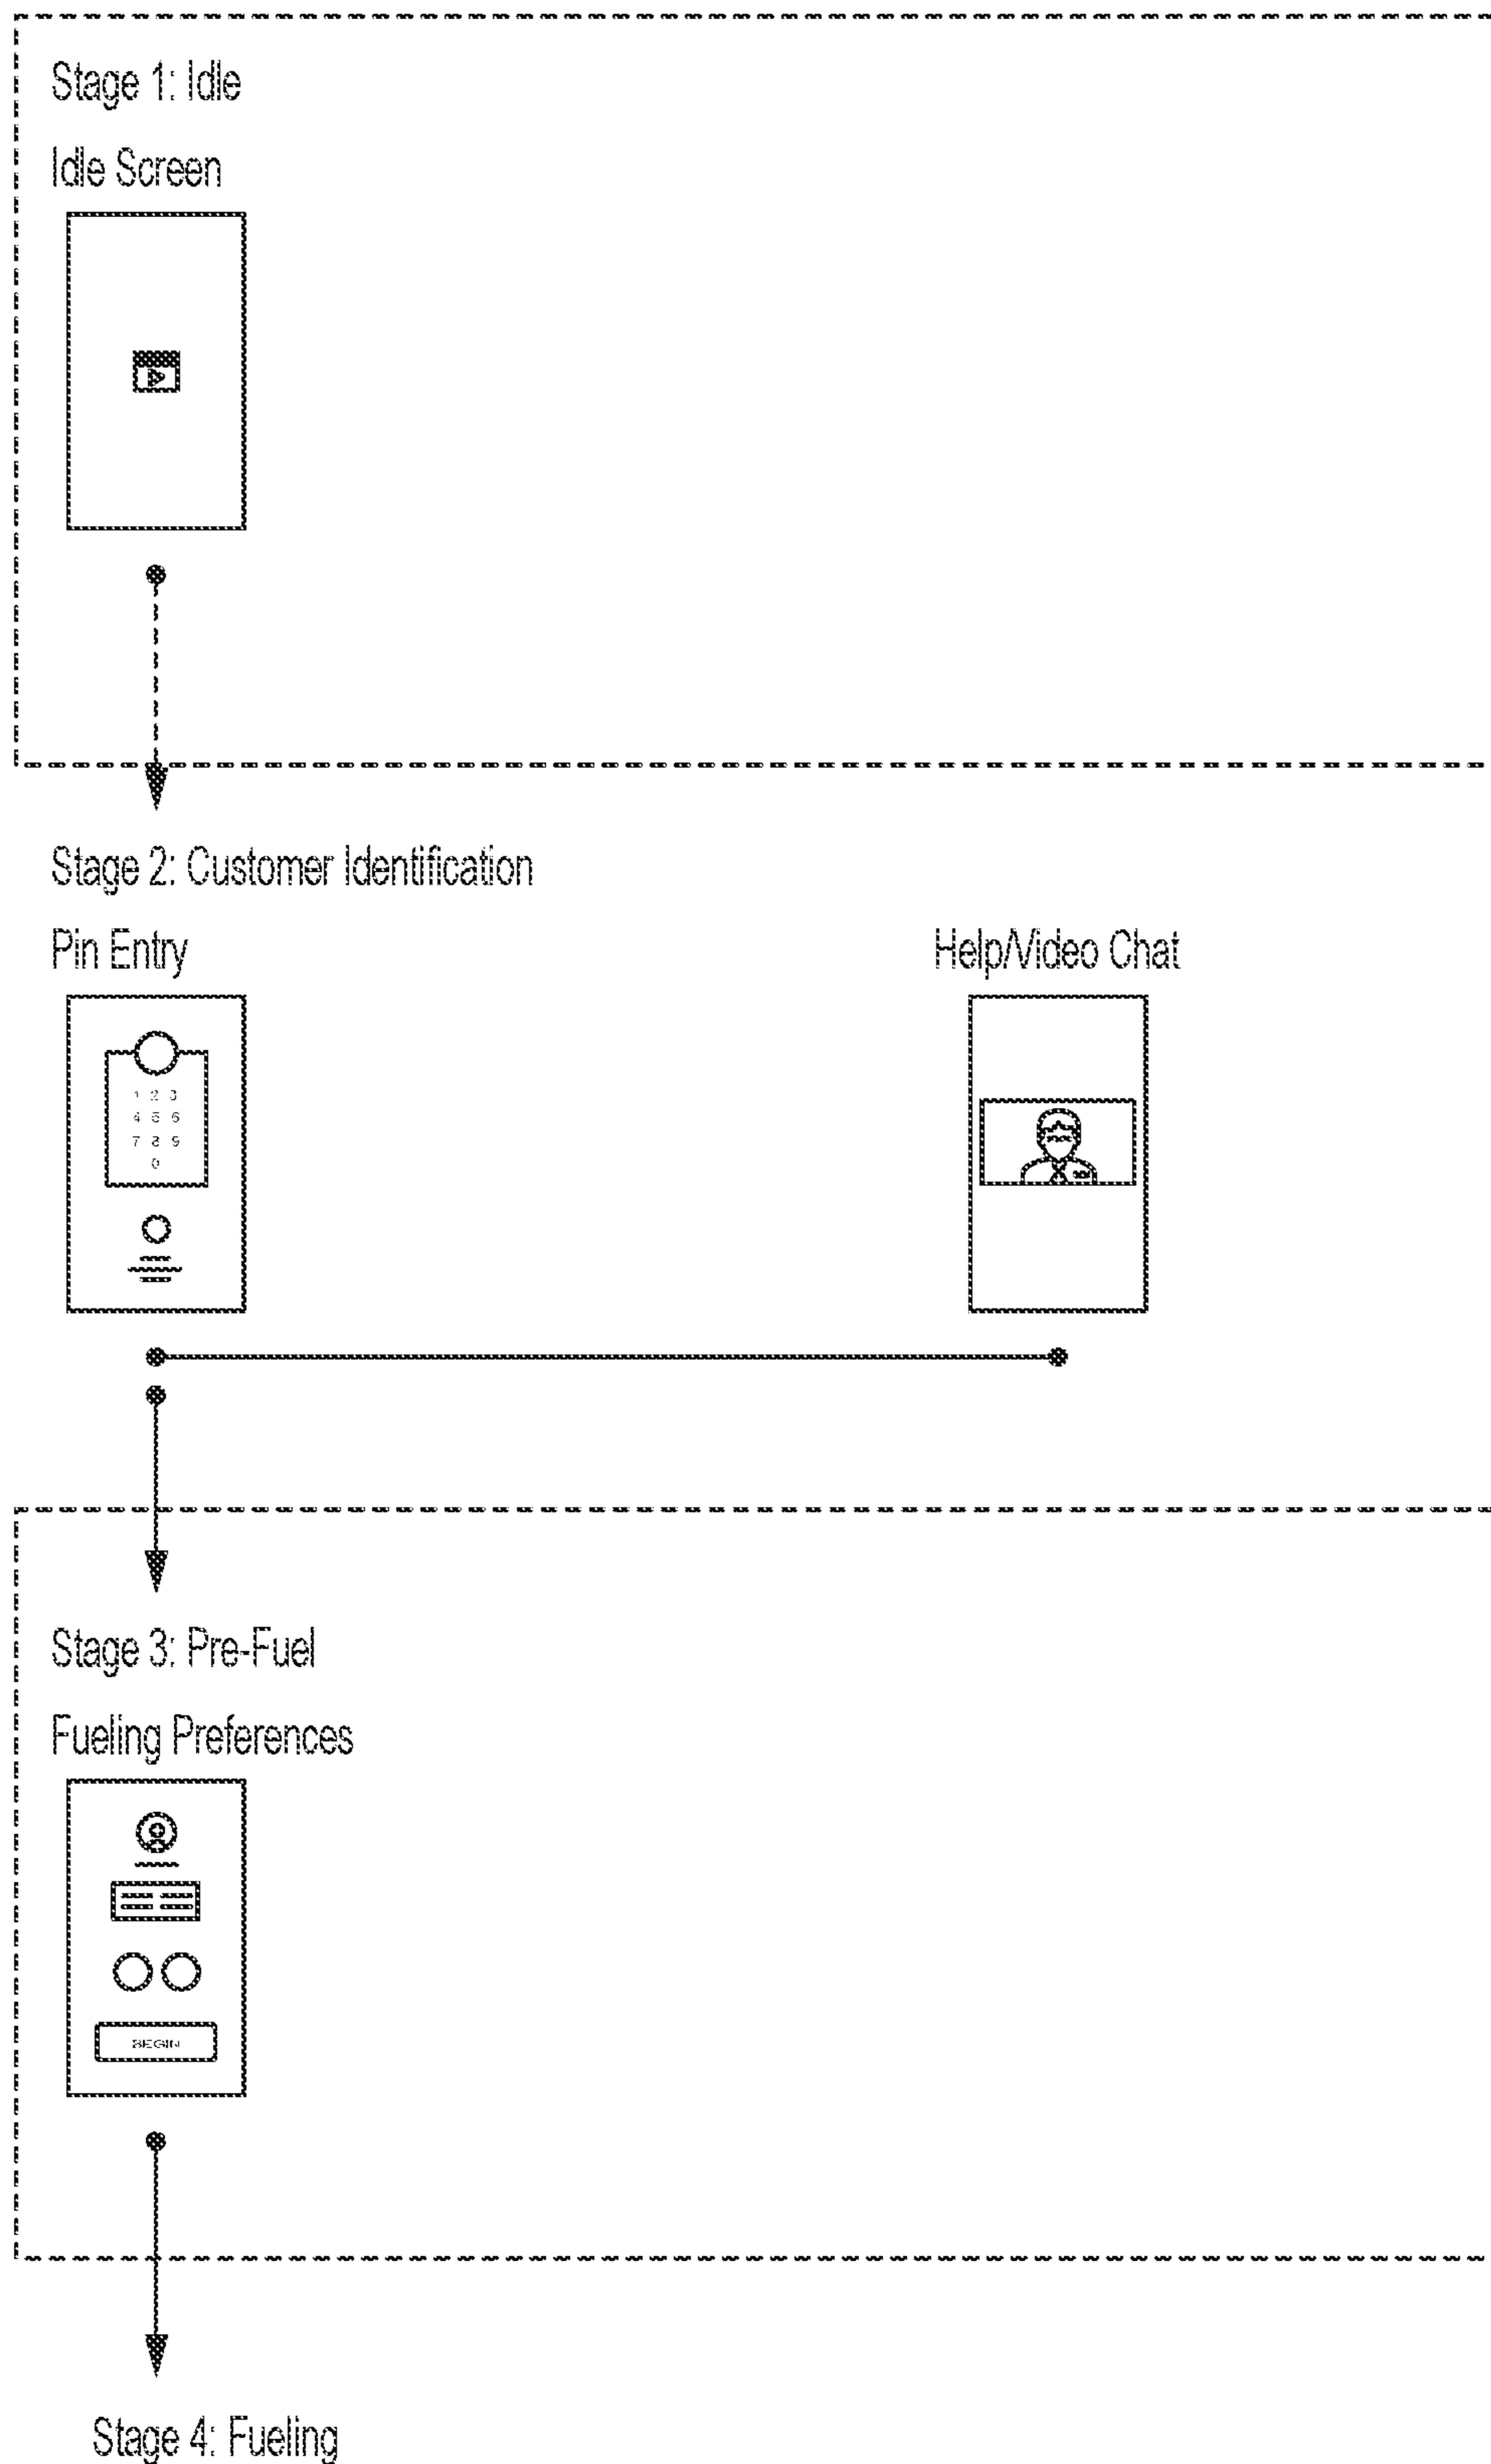 Stage 1: Idle
Idle Screen
Stage 2: Customer Identification
Pin Entry
Help/Video Chat
1 2 3
4 5 6
7 8 9
0
Stage 3: Pre-Fuel
Fueling Preferences
BEGIN
Stage 4: Fueling